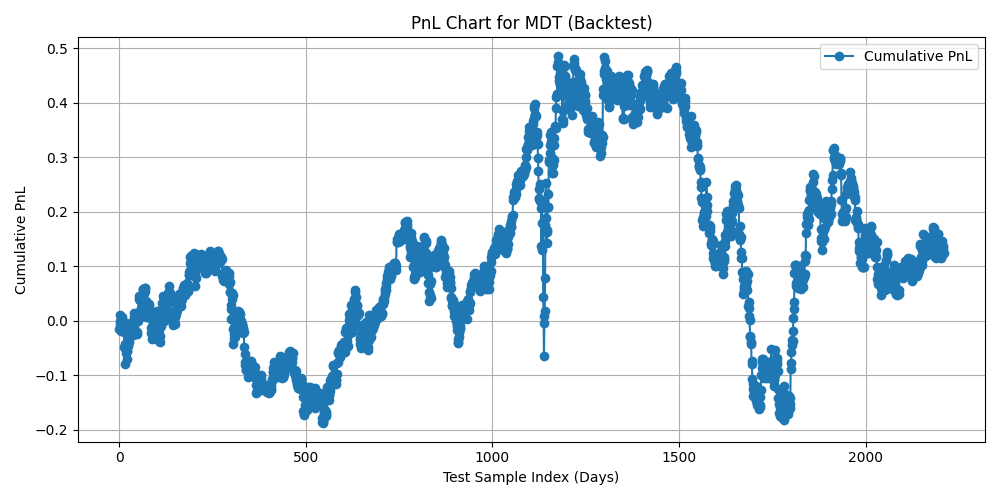 PnL Chart for MDT (Backtest)
Cumulative PnL
0.5
0.4
0.3
0.2
0.1
0.0
−0.1
−0.2
Cumulative PnL
0 500 1000 1500 2000
Test Sample Index (Days)